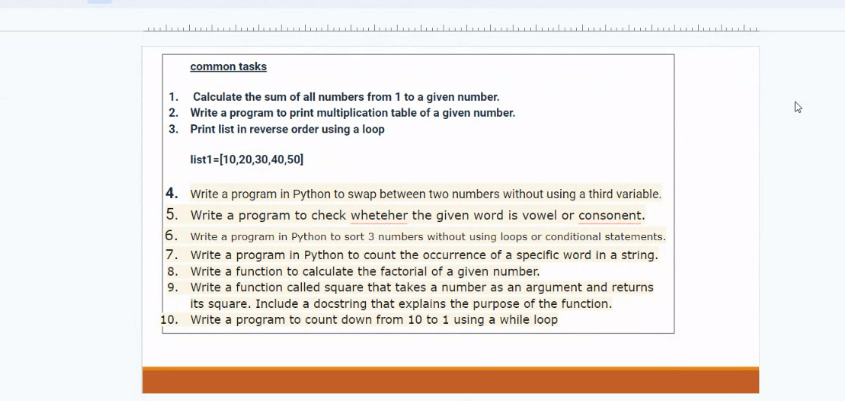 common tasks
1. Calculate the sum of all numbers from 1 to a given number.
2. Write a program to print multiplication table of a given number.
3. Print list in reverse order using a loop
list1=[10,20,30,40,50]
4. Write a program in Python to swap between two numbers without using a third variable.
5. Write a program to check wheteher the given word is vowel or consonent.
6. Write a program in Python to sort 3 numbers without using loops or conditional statements.
7. Write a program in Python to count the occurrence of a specific word in a string.
8. Write a function to calculate the factorial of a given number.
9. Write a function called square that takes a number as an argument and returns
its square. Include a docstring that explains the purpose of the function.
10. Write a program to count down from 10 to 1 using a while loop